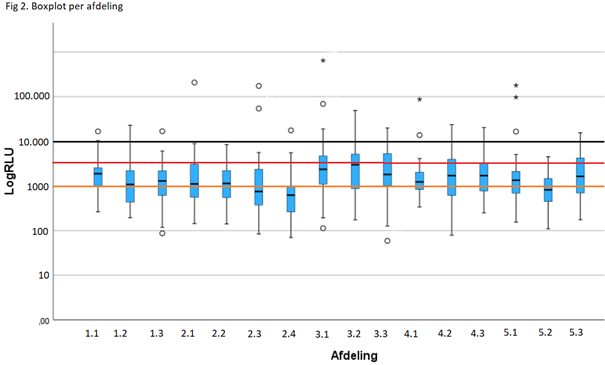 Fig 2. Boxplot per afdeling
100.000
10.000
1000
100
10
,00
LogRLU
1.1 1.2 1.3 2.1 2.2 2.3 2.4 3.1 3.2 3.3 4.1 4.2 4.3 5.1 5.2 5.3
Afdeling